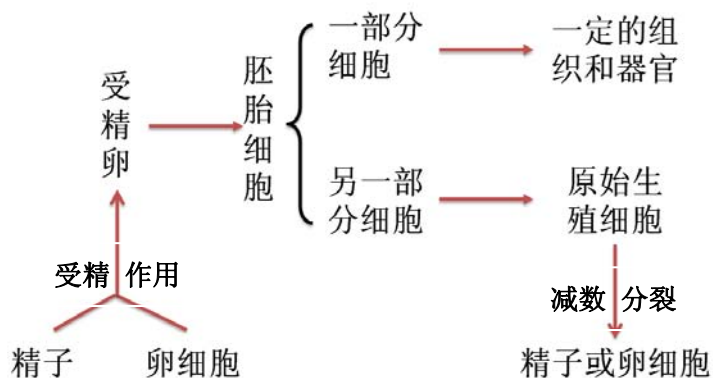 受
精
卵
胚
胎
细
胞
一部分
细胞
一定的组
织和器官
另一部
分细胞
原始生
殖细胞
受精 作用
减数 分裂
精子
卵细胞
精子或卵细胞